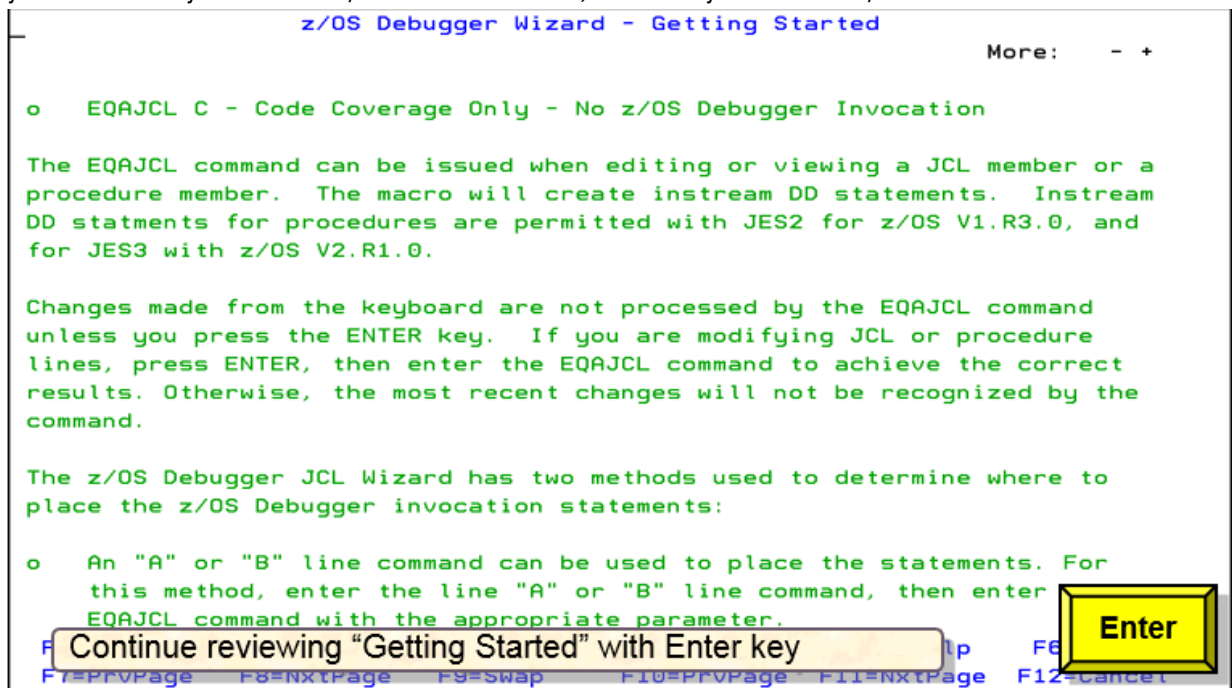 z/OS Debugger Wizard - Getting Started
More: - +
o EQAJCL C - Code Coverage Only - No z/OS Debugger Invocation
The EQAJCL command can be issued when editing or viewing a JCL member or a
procedure member. The macro will create instream DD statements. Instream
DD statments for procedures are permitted with JES2 for z/OS V1.R3.0, and
for JES3 with z/OS V2.R1.0.
Changes made from the keyboard are not processed by the EQAJCL command
unless you press the ENTER key. If you are modifying JCL or procedure
lines, press ENTER, then enter the EQAJCL command to achieve the correct
results. Otherwise, the most recent changes will not be recognized by the
command.
The z/OS Debugger JCL Wizard has two methods used to determine where to
place the z/OS Debugger invocation statements:
o An "A" or "B" line command can be used to place the statements. For
this method, enter the line "A" or "B" line command, then enter
EQAJCL command with the appropriate parameter.
Enter
Continue reviewing “Getting Started” with Enter key
F7=PrvPage F8=NxtPage F9=Swap F10=PrvPage F11=NxtPage F12=Cancel